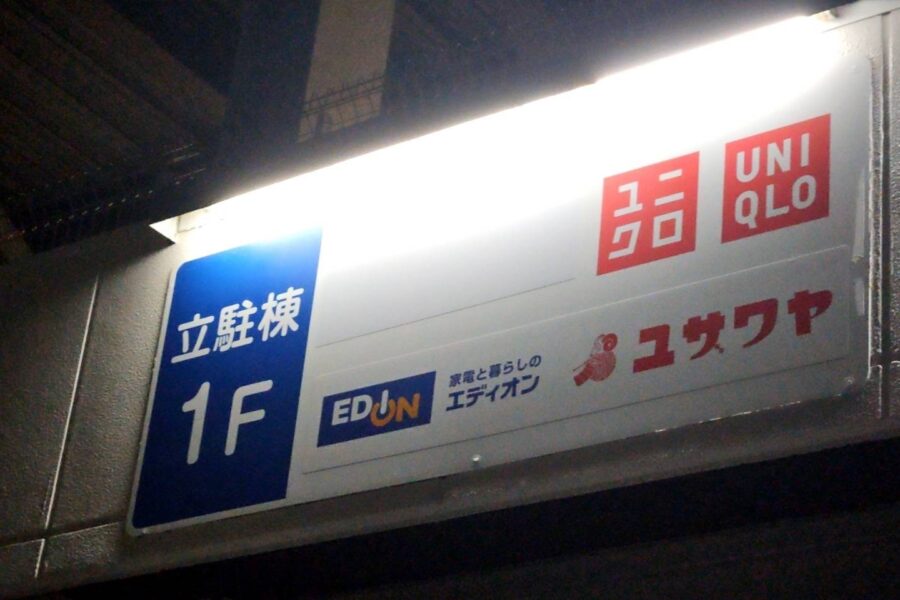 立駐棟
1F
ユニ
クロ
UNI
QLO
EDION
家電と暮らしの
エディオン
ユザワヤ